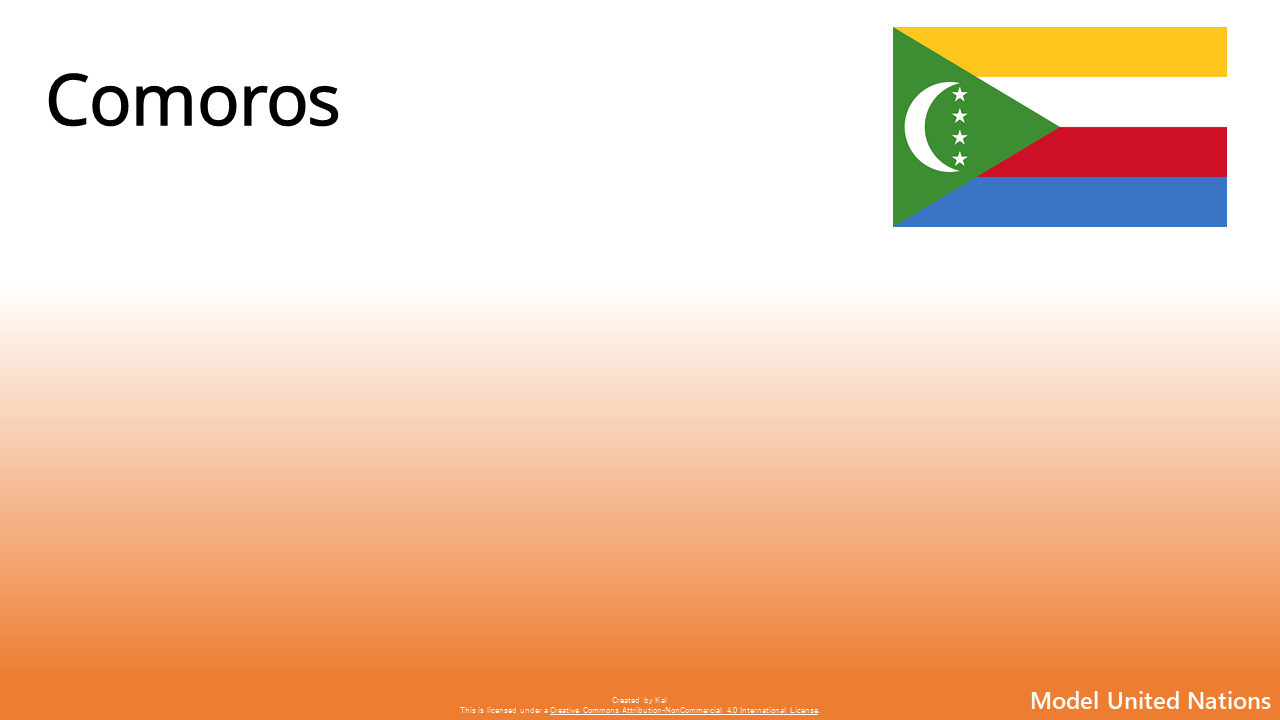 Comoros
Created by Kai
This is licensed under a Creative Commons Attribution-NonCommercial 4.0 International License.
Model United Nations